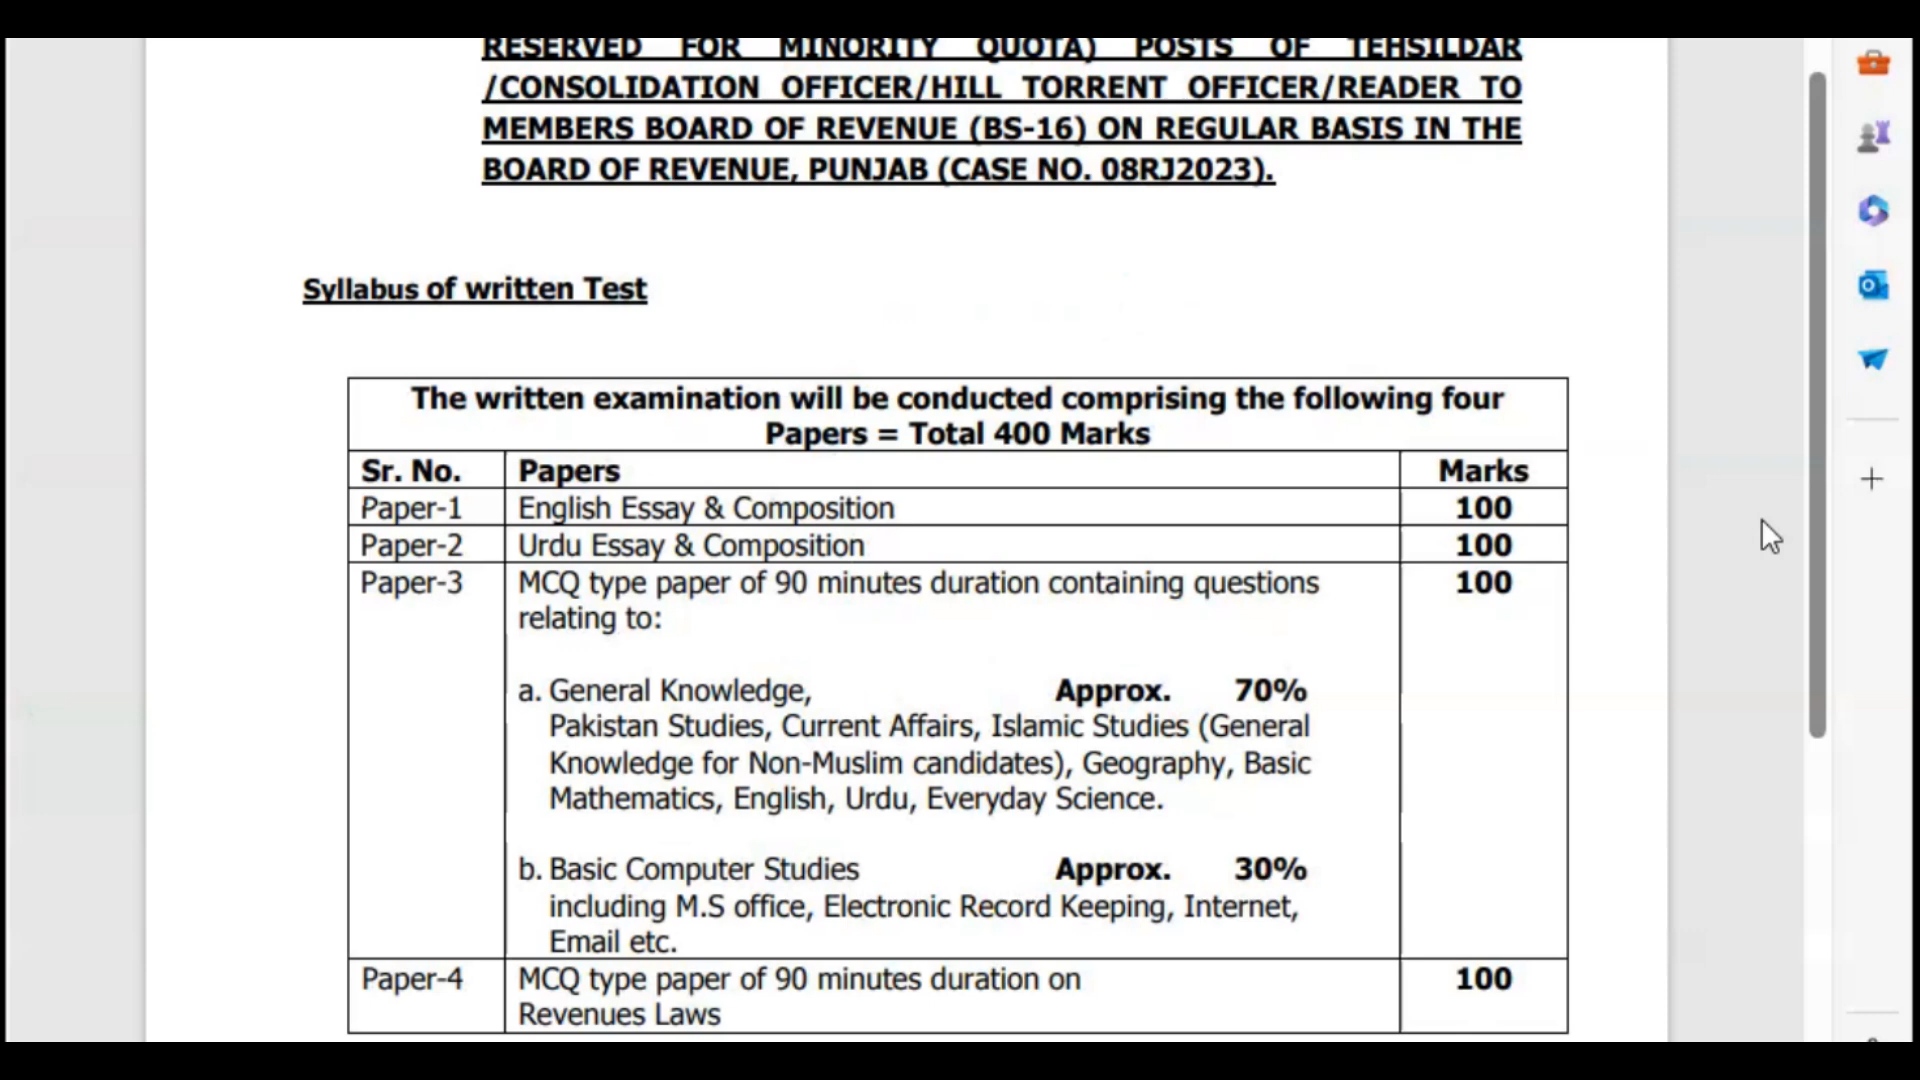 RESERVED FOR MINORITY QUOTA) POSTS OF TEHSILDAR
/CONSOLIDATION OFFICER/HILL TORRENT OFFICER/READER TO
MEMBERS BOARD OF REVENUE (BS-16) ON REGULAR BASIS IN THE
BOARD OF REVENUE, PUNJAB (CASE NO. 08RJ2023).
Syllabus of written Test
The written examination will be conducted comprising the following four
Papers = Total 400 Marks
Sr. No. Papers Marks
Paper-1 English Essay & Composition 100
Paper-2 Urdu Essay & Composition 100
Paper-3 MCQ type paper of 90 minutes duration containing questions 100
relating to:
a. General Knowledge, Approx. 70%
Pakistan Studies, Current Affairs, Islamic Studies (General
Knowledge for Non-Muslim candidates), Geography, Basic
Mathematics, English, Urdu, Everyday Science.
b. Basic Computer Studies Approx. 30%
including M.S office, Electronic Record Keeping, Internet,
Email etc.
Paper-4 MCQ type paper of 90 minutes duration on 100
Revenues Laws